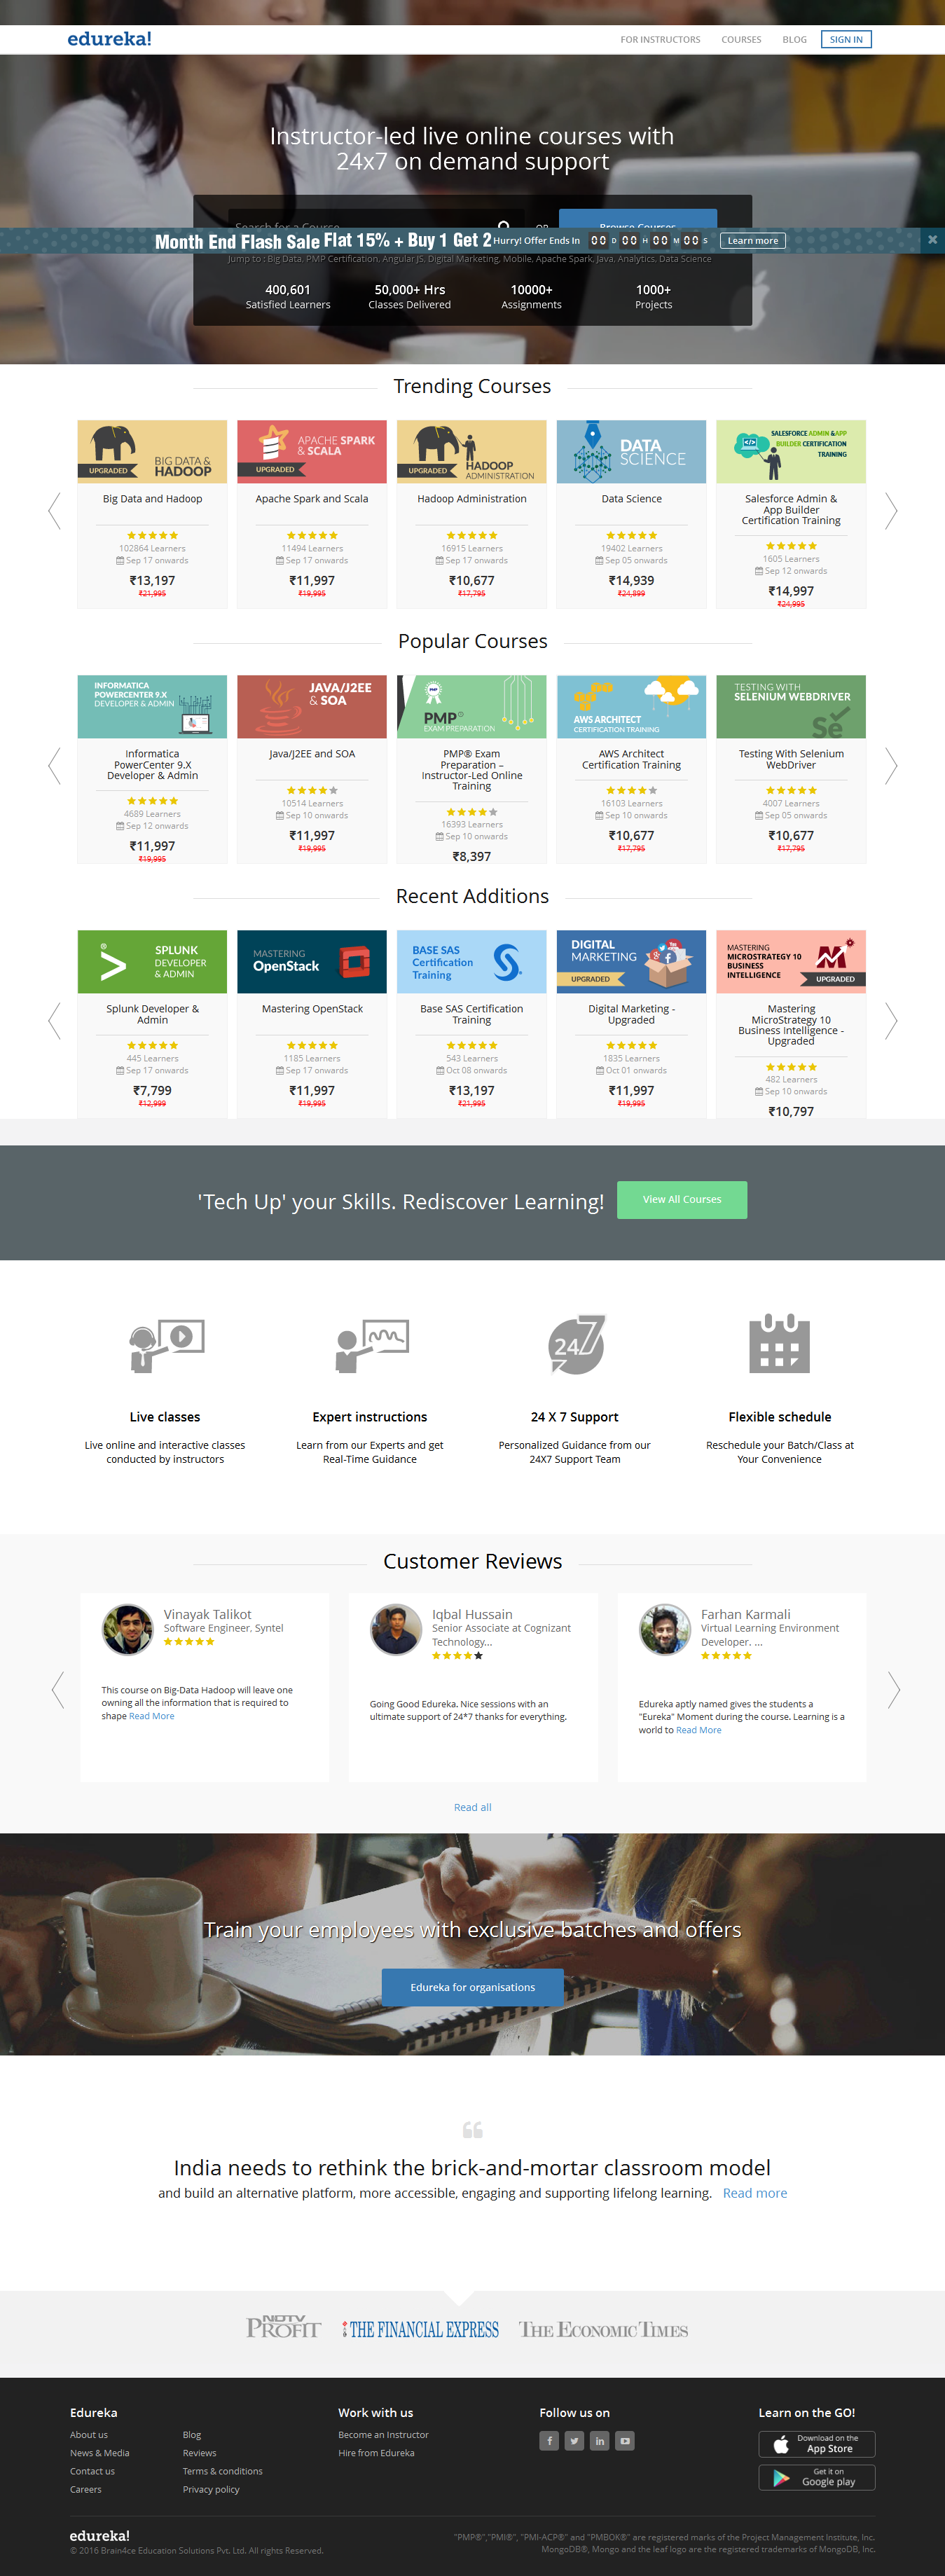 edureka!
FOR INSTRUCTORS COURSES BLOG SIGN IN
Instructor-led live online courses with
24x7 on demand support
Search for a Course OR Browse Courses
Month End Flash Sale Flat 15% + Buy 1 Get 2 Hurry! Offer Ends In 00 D 00 H 00 M 00 S Learn more
Jump to : Big Data, PMP Certification, Angular JS, Digital Marketing, Mobile, Apache Spark, Java, Analytics, Data Science
400,601 50,000+ Hrs 10000+ 1000+
Satisfied Learners Classes Delivered Assignments Projects
Trending Courses
UPGRADED BIG DATA & HADOOP
Big Data and Hadoop
102864 Learners
Sep 17 onwards
₹13,197
₹21,995
APACHE SPARK & SCALA
UPGRADED
Apache Spark and Scala
11494 Learners
Sep 17 onwards
₹11,997
₹19,995
UPGRADED HADOOP ADMINISTRATION
Hadoop Administration
16915 Learners
Sep 17 onwards
₹10,677
₹17,795
DATA SCIENCE
Data Science
19402 Learners
Sep 05 onwards
₹14,939
₹24,899
SALESFORCE ADMIN &APP
BUILDER CERTIFICATION
TRAINING
Salesforce Admin &
App Builder
Certification Training
1605 Learners
Sep 12 onwards
₹14,997
₹24,995
Popular Courses
INFORMATICA
POWERCENTER 9.X
DEVELOPER & ADMIN
Informatica
PowerCenter 9.X
Developer & Admin
4689 Learners
Sep 12 onwards
₹11,997
₹19,995
JAVA/J2EE
& SOA
Java/J2EE and SOA
10514 Learners
Sep 10 onwards
₹11,997
₹19,995
PMP
PMP®
EXAM PREPARATION
PMP® Exam
Preparation –
Instructor-Led Online
Training
16393 Learners
Sep 10 onwards
₹8,397
AWS ARCHITECT
CERTIFICATION TRAINING
AWS Architect
Certification Training
16103 Learners
Sep 10 onwards
₹10,677
₹17,795
TESTING WITH
SELENIUM WEBDRIVER
Se
Testing With Selenium
WebDriver
4007 Learners
Sep 05 onwards
₹10,677
₹17,795
Recent Additions
SPLUNK
DEVELOPER
& ADMIN
Splunk Developer &
Admin
445 Learners
Sep 17 onwards
₹7,799
₹12,999
MASTERING
OpenStack
Mastering OpenStack
1185 Learners
Sep 17 onwards
₹11,997
₹19,995
BASE SAS
Certification
Training
Base SAS Certification
Training
543 Learners
Oct 08 onwards
₹13,197
₹21,995
DIGITAL
MARKETING
UPGRADED
Digital Marketing -
Upgraded
1835 Learners
Oct 01 onwards
₹11,997
₹19,995
MASTERING
MICROSTRATEGY 10
BUSINESS
INTELLIGENCE
UPGRADED
Mastering
MicroStrategy 10
Business Intelligence -
Upgraded
482 Learners
Sep 10 onwards
₹10,797
'Tech Up' your Skills. Rediscover Learning! View All Courses
24 7
Live classes
Live online and interactive classes
conducted by instructors
Expert instructions
Learn from our Experts and get
Real-Time Guidance
24 X 7 Support
Personalized Guidance from our
24X7 Support Team
Flexible schedule
Reschedule your Batch/Class at
Your Convenience
Customer Reviews
Vinayak Talikot
Software Engineer, Syntel
This course on Big-Data Hadoop will leave one
owning all the information that is required to
shape Read More
Iqbal Hussain
Senior Associate at Cognizant
Technology...
Going Good Edureka. Nice sessions with an
ultimate support of 24*7 thanks for everything.
Farhan Karmali
Virtual Learning Environment
Developer. ...
Edureka aptly named gives the students a
"Eureka" Moment during the course. Learning is a
world to Read More
Read all
Train your employees with exclusive batches and offers
Edureka for organisations
India needs to rethink the brick-and-mortar classroom model
and build an alternative platform, more accessible, engaging and supporting lifelong learning. Read more
NDTV PROFIT THE FINANCIAL EXPRESS THE ECONOMIC TIMES
Edureka
About us
News & Media
Contact us
Careers
Blog
Reviews
Terms & conditions
Privacy policy
Work with us
Become an Instructor
Hire from Edureka
Follow us on
Learn on the GO!
Download on the
App Store
Get it on
Google play
edureka!
© 2016 Brain4ce Education Solutions Pvt. Ltd. All rights Reserved.
"PMP®","PMI®", "PMI-ACP®" and "PMBOK®" are registered marks of the Project Management Institute, Inc.
MongoDB®, Mongo and the leaf logo are the registered trademarks of MongoDB, Inc.